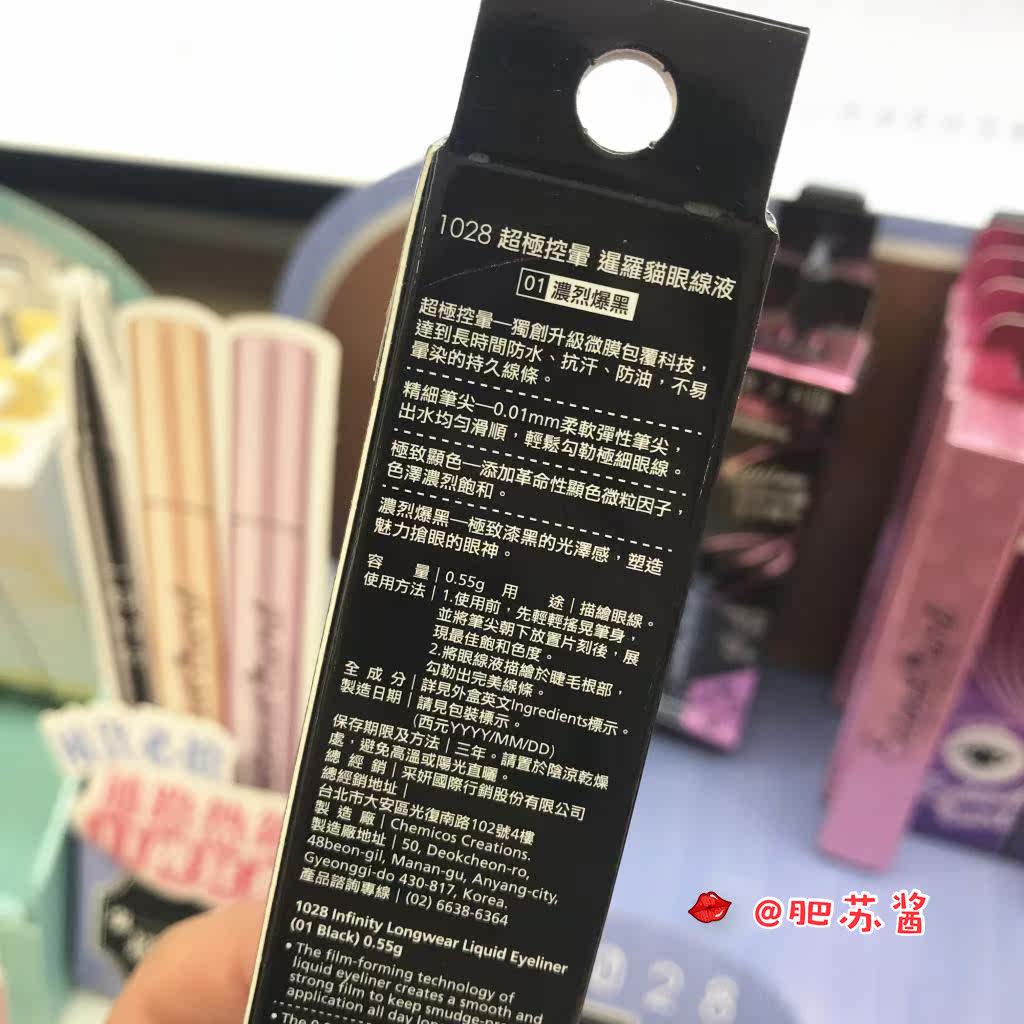 1028 超極控暈 暹羅貓眼線液
01 濃烈爆黑
超極控暈—獨創升級微膜包覆科技，
達到長時間防水、抗汗、防油，不易
暈染的持久線條。
精細筆尖—0.01mm柔軟彈性筆尖，
出水均勻滑順，輕鬆勾勒極細眼線。
極致顯色—添加革命性顯色微粒因子，
色澤濃烈飽和。
濃烈爆黑—極致漆黑的光澤感，塑造
魅力搶眼的眼神。
容量｜0.55g 用途｜描繪眼線。
使用方法｜1.使用前，先輕輕搖晃筆身，
並將筆尖朝下放置片刻後，展
現最佳飽和色度。
2.將眼線液描繪於睫毛根部，
勾勒出完美線條。
全成分｜詳見外盒英文Ingredients標示。
製造日期｜請見包裝標示。
(西元YYYY/MM/DD)
保存期限及方法｜三年。請置於陰涼乾燥
處，避免高溫或陽光直曬。
總經銷｜采妍國際行銷股份有限公司
總經銷地址｜
台北市大安區光復南路102號4樓
製造廠｜Chemicos Creations.
製造廠地址｜50, Deokcheon-ro,
48beon-gil, Manan-gu, Anyang-city,
Gyeonggi-do 430-817, Korea.
產品諮詢專線｜(02) 6638-6364
1028 Infinity Longwear Liquid Eyeliner
(01 Black) 0.55g
• The film-forming technology of
liquid eyeliner creates a smooth and
strong film to keep smudge-pro
application all day lon
• The
@肥苏酱
028